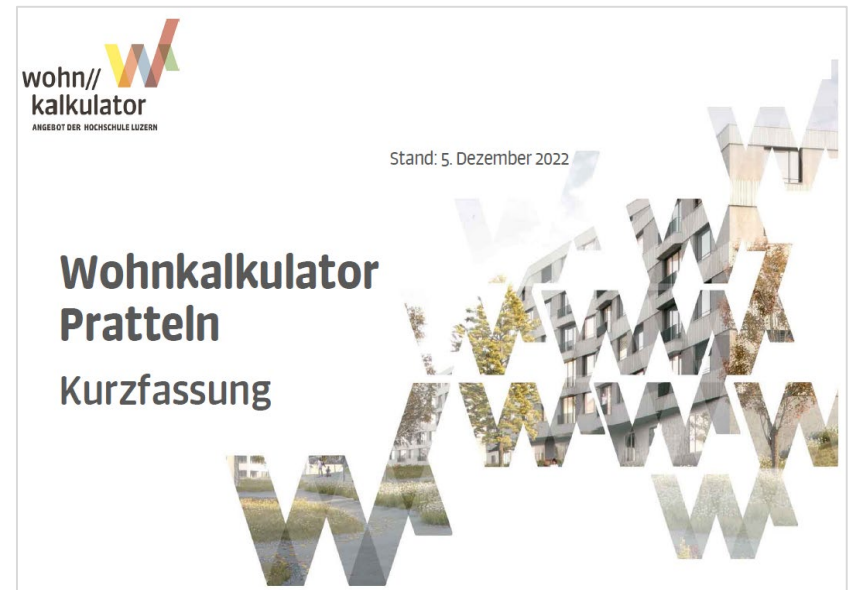 wohn//
kalkulator
ANGEBOT DER HOCHSCHULE LUZERN
Stand: 5. Dezember 2022
Wohnkalkulator
Pratteln
Kurzfassung